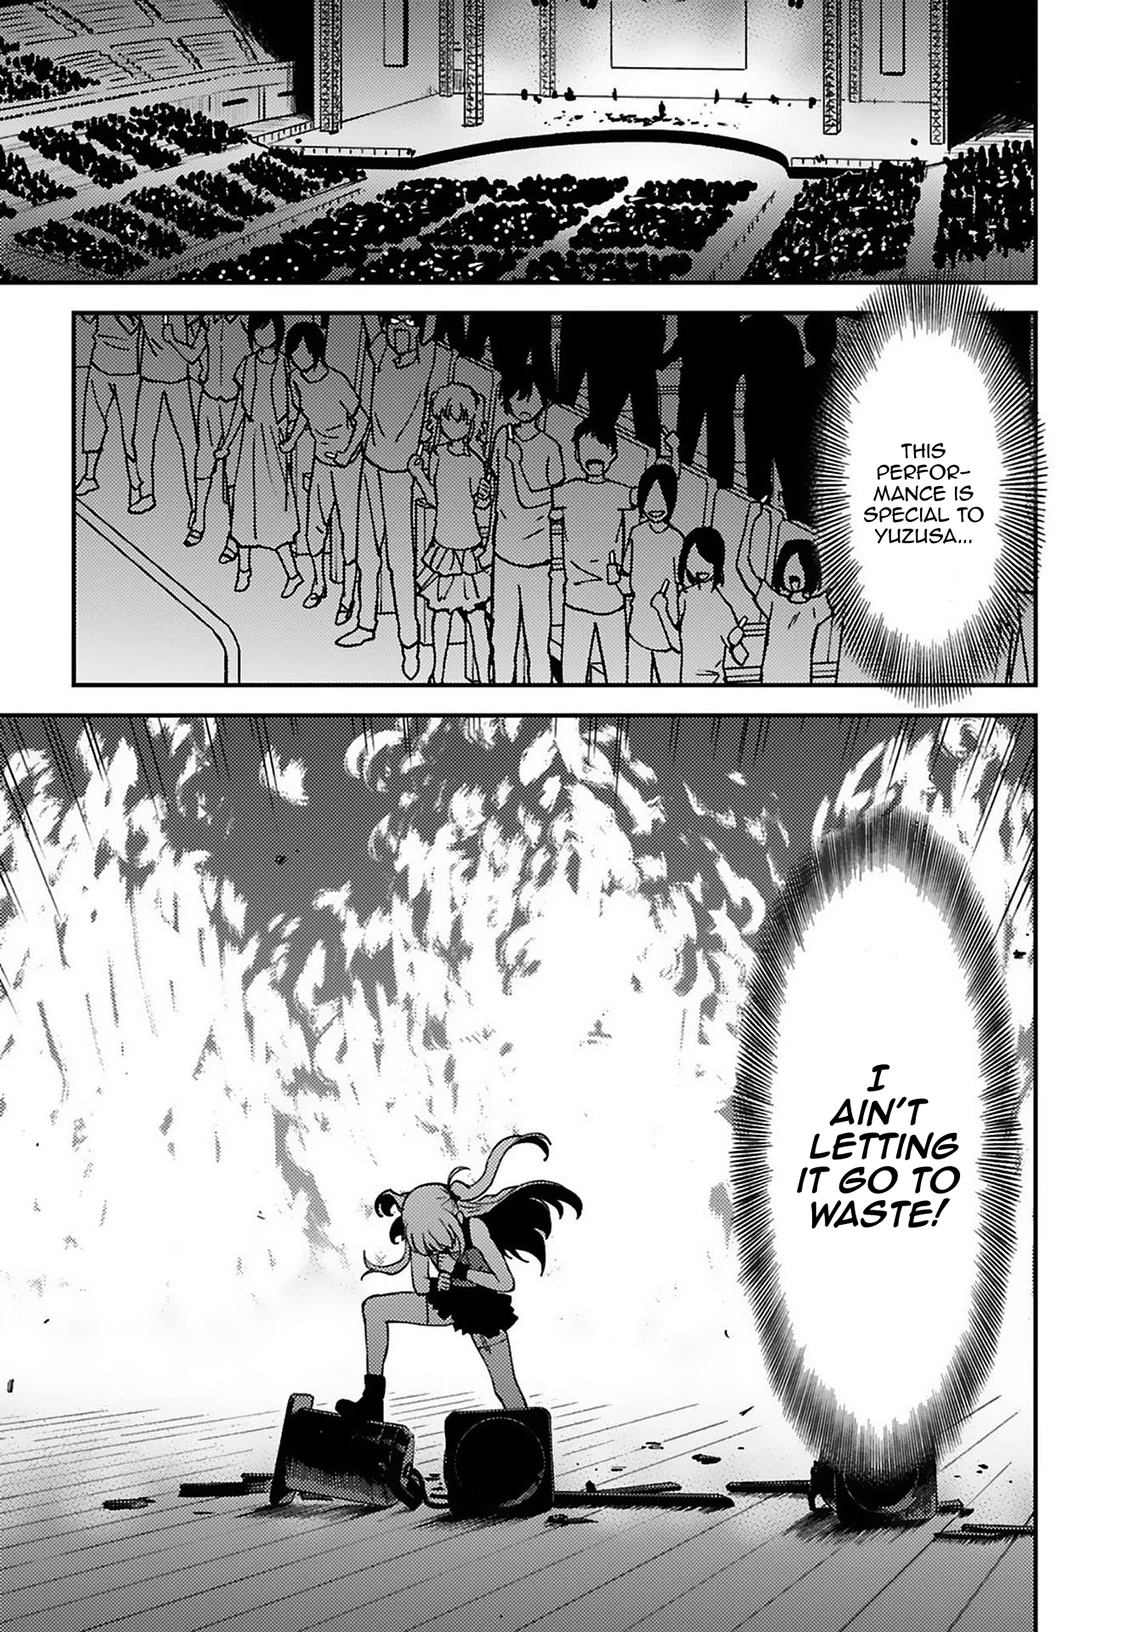 THIS
PERFOR-
MANCE IS
SPECIAL TO
YUZUSA...
I
AIN'T
LETTING
IT GO TO
WASTE!